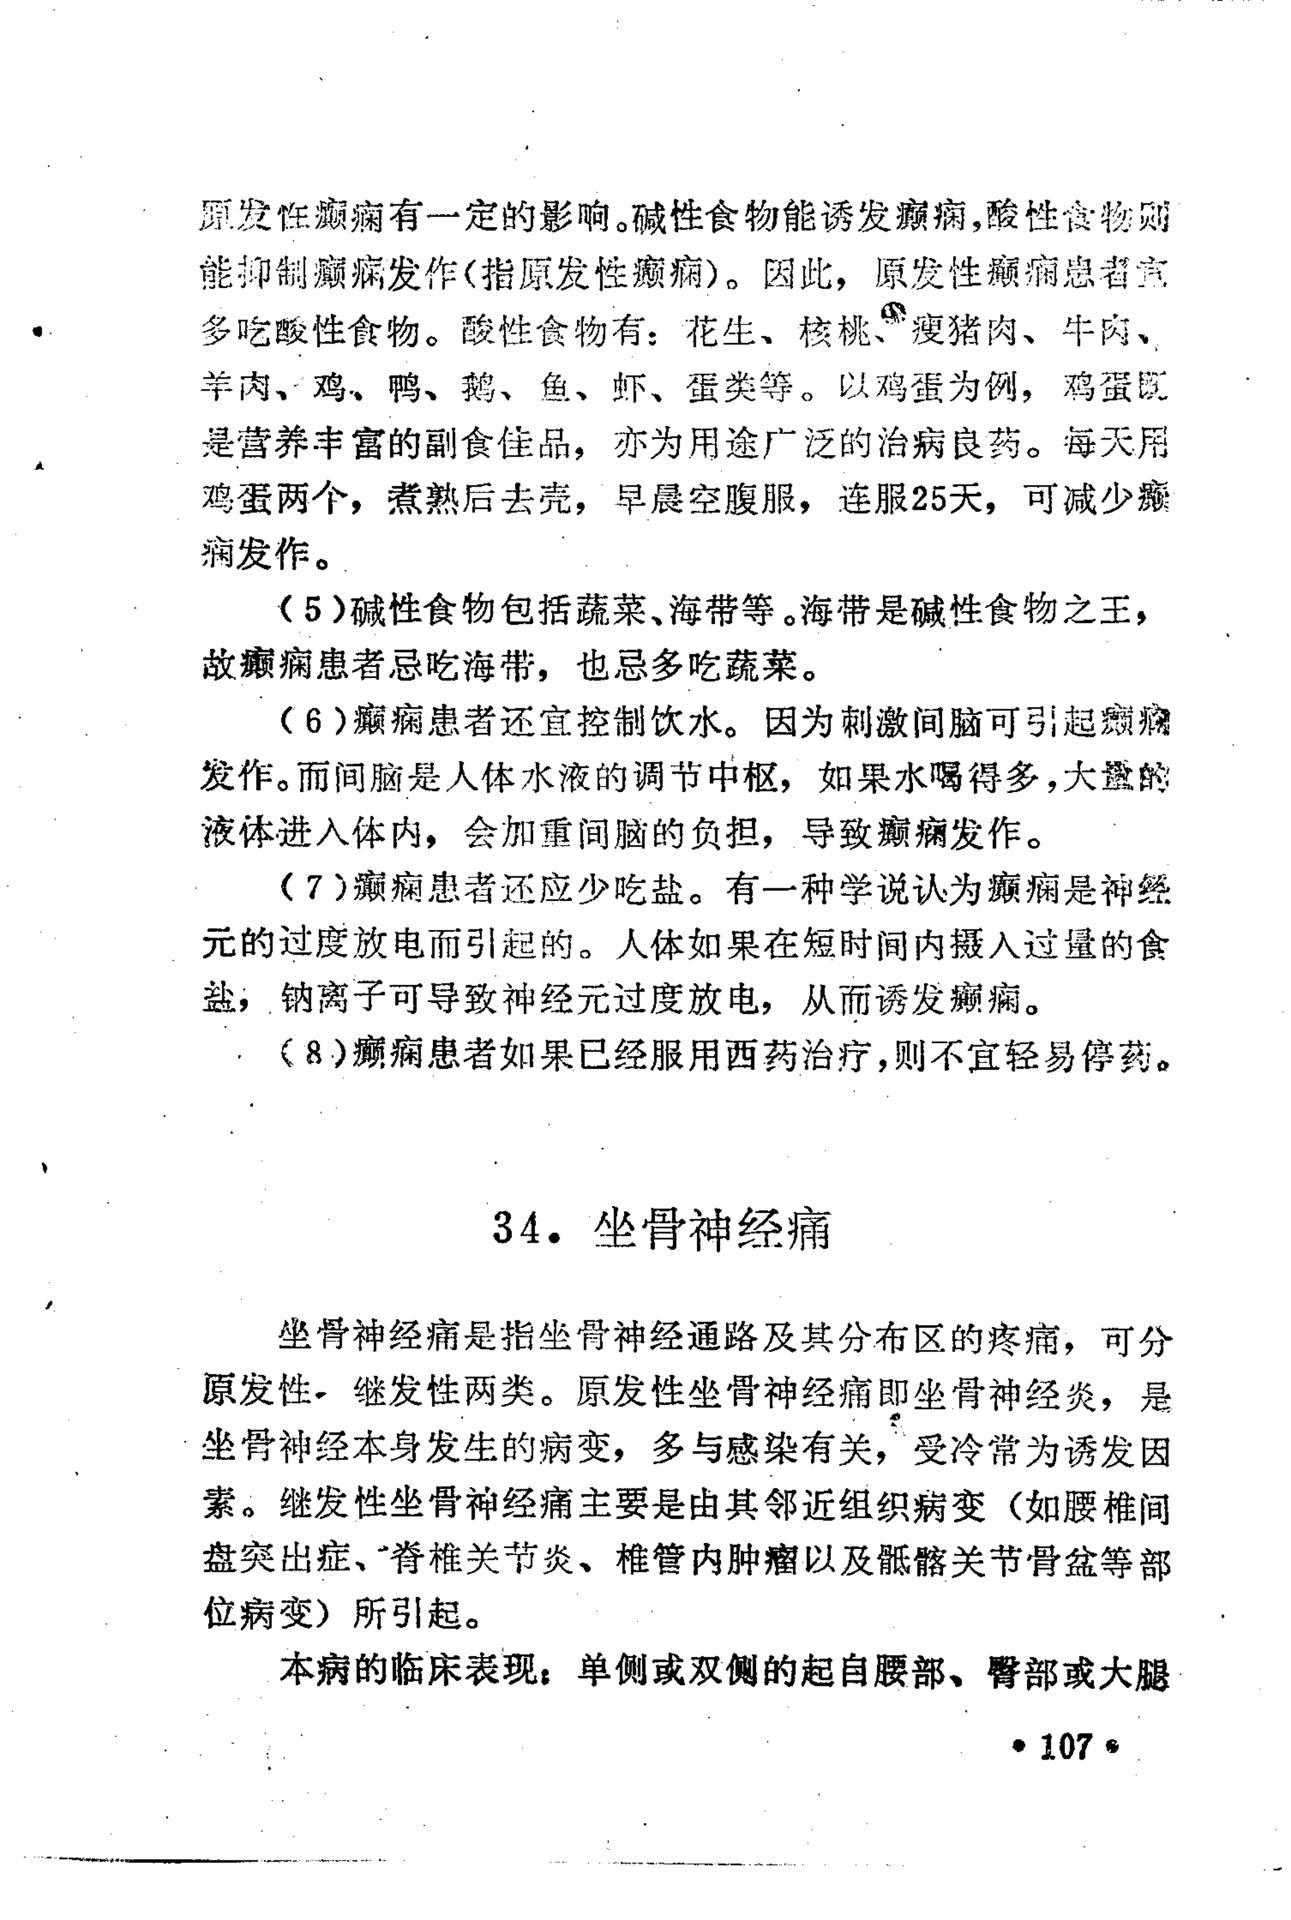 原发性癫痫有一定的影响。碱性食物能诱发癫痫，酸性食物则
能抑制癫痫发作（指原发性癫痫）。因此，原发性癫痫患者宜
多吃酸性食物。酸性食物有：花生、核桃、瘦猪肉、牛肉、
羊肉、鸡、鸭、鹅、鱼、虾、蛋类等。以鸡蛋为例，鸡蛋既
是营养丰富的副食佳品，亦为用途广泛的治病良药。每天用
鸡蛋两个，煮熟后去壳，早晨空腹服，连服25天，可减少癫
痫发作。
（5）碱性食物包括蔬菜、海带等。海带是碱性食物之王，
故癫痫患者忌吃海带，也忌多吃蔬菜。
（6）癫痫患者还宜控制饮水。因为刺激间脑可引起癫痫
发作。而间脑是人体水液的调节中枢，如果水喝得多，大量的
液体进入体内，会加重间脑的负担，导致癫痫发作。
（7）癫痫患者还应少吃盐。有一种学说认为癫痫是神经
元的过度放电而引起的。人体如果在短时间内摄入过量的食
盐，钠离子可导致神经元过度放电，从而诱发癫痫。
（8）癫痫患者如果已经服用西药治疗，则不宜轻易停药。
34．坐骨神经痛
坐骨神经痛是指坐骨神经通路及其分布区的疼痛，可分
原发性、继发性两类。原发性坐骨神经痛即坐骨神经炎，是
坐骨神经本身发生的病变，多与感染有关，受冷常为诱发因
素。继发性坐骨神经痛主要是由其邻近组织病变（如腰椎间
盘突出症、脊椎关节炎、椎管内肿瘤以及骶髂关节骨盆等部
位病变）所引起。
本病的临床表现：单侧或双侧的起自腰部、臀部或大腿
• 107 •